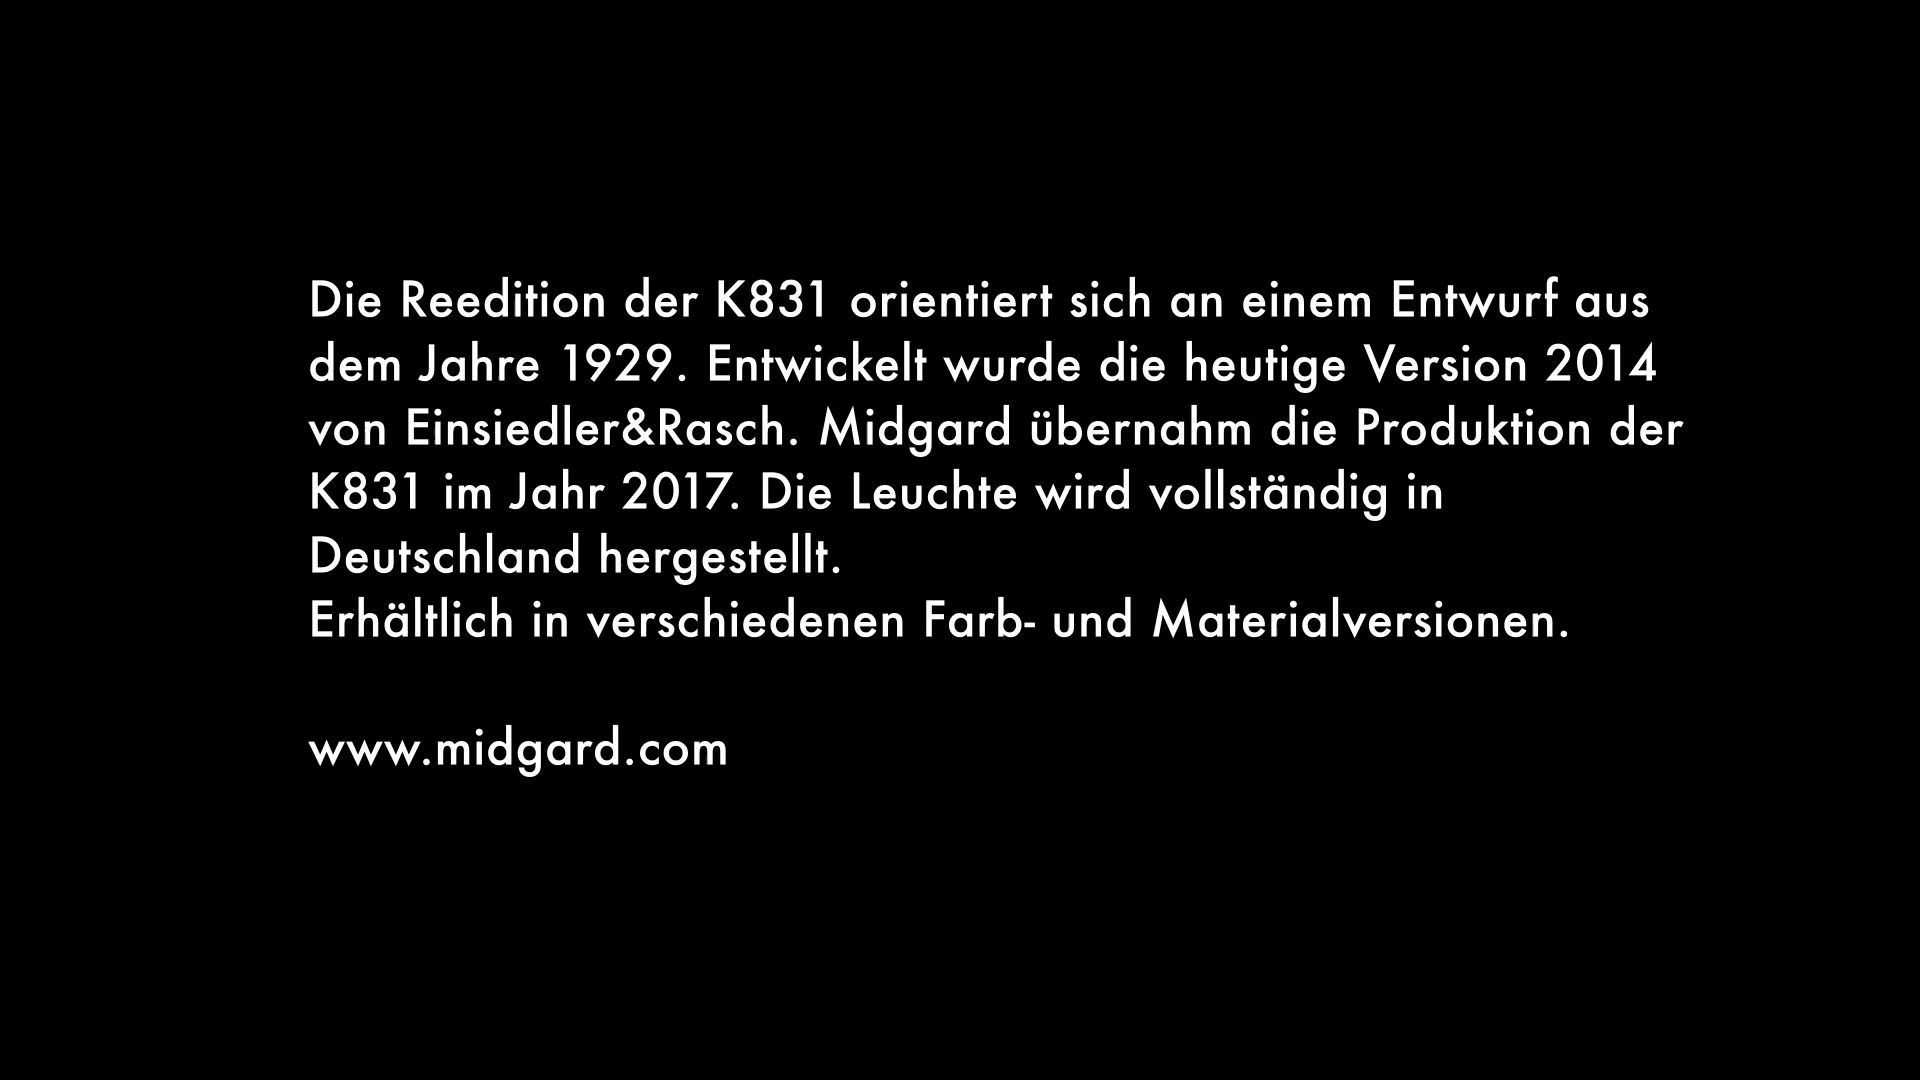 Die Reedition der K831 orientiert sich an einem Entwurf aus
dem Jahre 1929. Entwickelt wurde die heutige Version 2014
von Einsiedler&Rasch. Midgard übernahm die Produktion der
K831 im Jahr 2017. Die Leuchte wird vollständig in
Deutschland hergestellt.
Erhältlich in verschiedenen Farb- und Materialversionen.
www.midgard.com